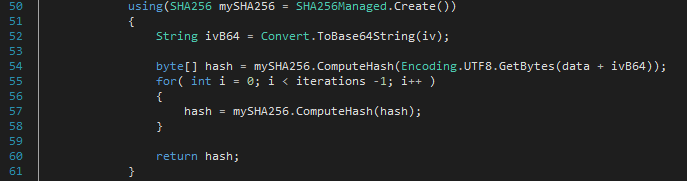 50 using(SHA256 mySHA256 = SHA256Managed.Create())
51 {
52 String ivB64 = Convert.ToBase64String(iv);
53
54 byte[] hash = mySHA256.ComputeHash(Encoding.UTF8.GetBytes(data + ivB64));
55 for( int i = 0; i < iterations -1; i++ )
56 {
57 hash = mySHA256.ComputeHash(hash);
58 }
59
60 return hash;
61 }